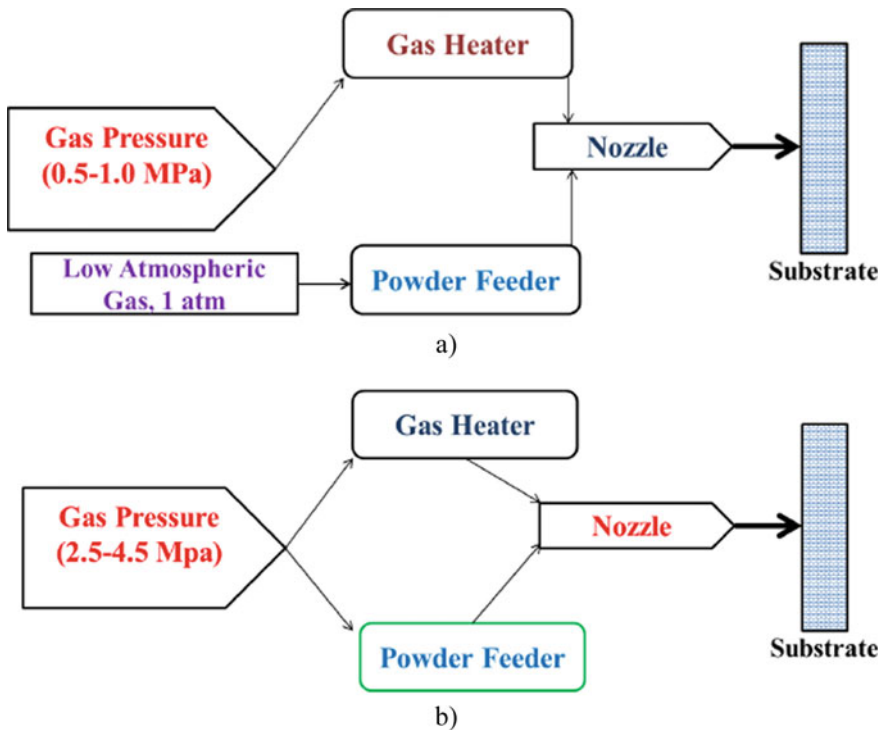 Gas Heater
Gas Pressure
(0.5-1.0 MPa)
Nozzle
Low Atmospheric
Gas, 1 atm
Powder Feeder
Substrate
a)
Gas Heater
Gas Pressure
(2.5-4.5 Mpa)
Nozzle
Powder Feeder
Substrate
b)